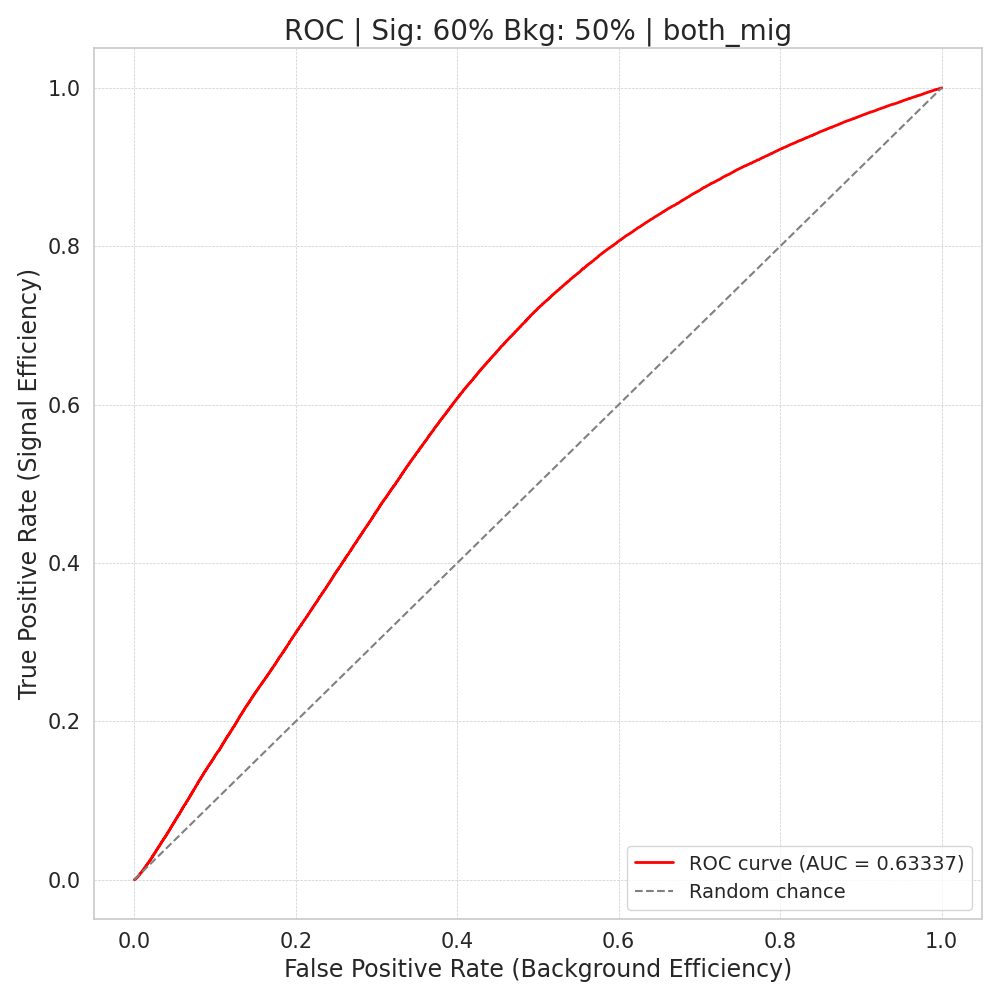 ROC | Sig: 60% Bkg: 50% | both_mig
True Positive Rate (Signal Efficiency)
1.0
0.8
0.6
0.4
0.2
0.0
ROC curve (AUC = 0.63337)
Random chance
0.0 0.2 0.4 0.6 0.8 1.0
False Positive Rate (Background Efficiency)